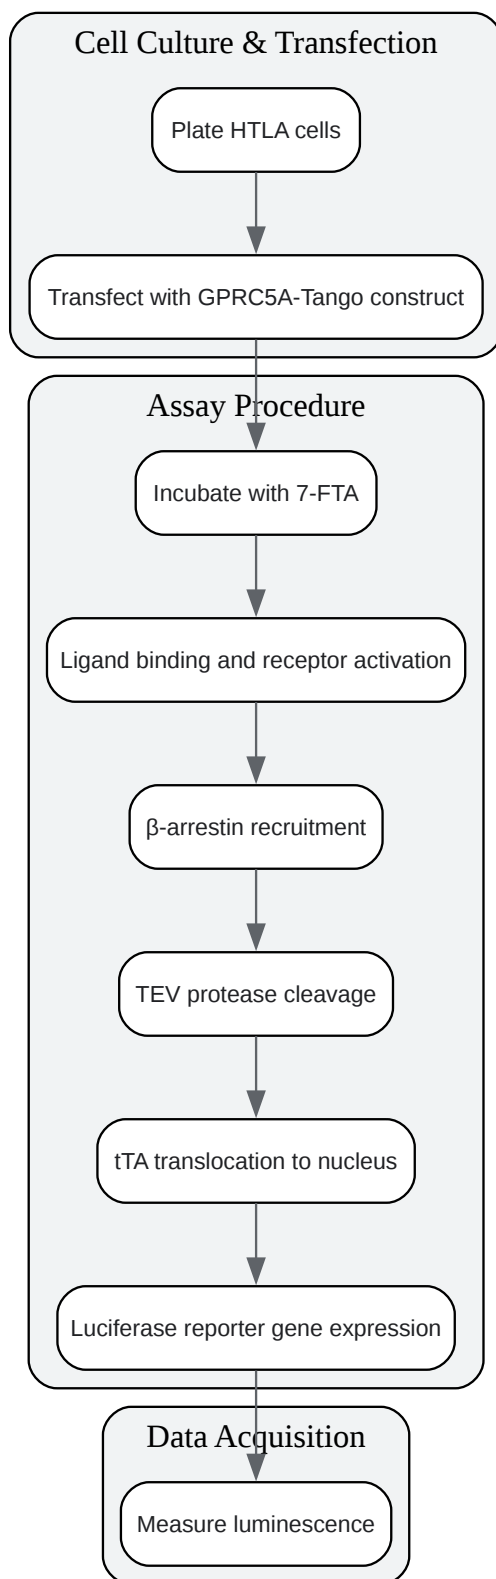 Cell Culture & Transfection
Plate HTLA cells
Transfect with GPRC5A-Tango construct
Assay Procedure
Incubate with 7-FTA
Ligand binding and receptor activation
β-arrestin recruitment
TEV protease cleavage
tTA translocation to nucleus
Luciferase reporter gene expression
Data Acquisition
Measure luminescence